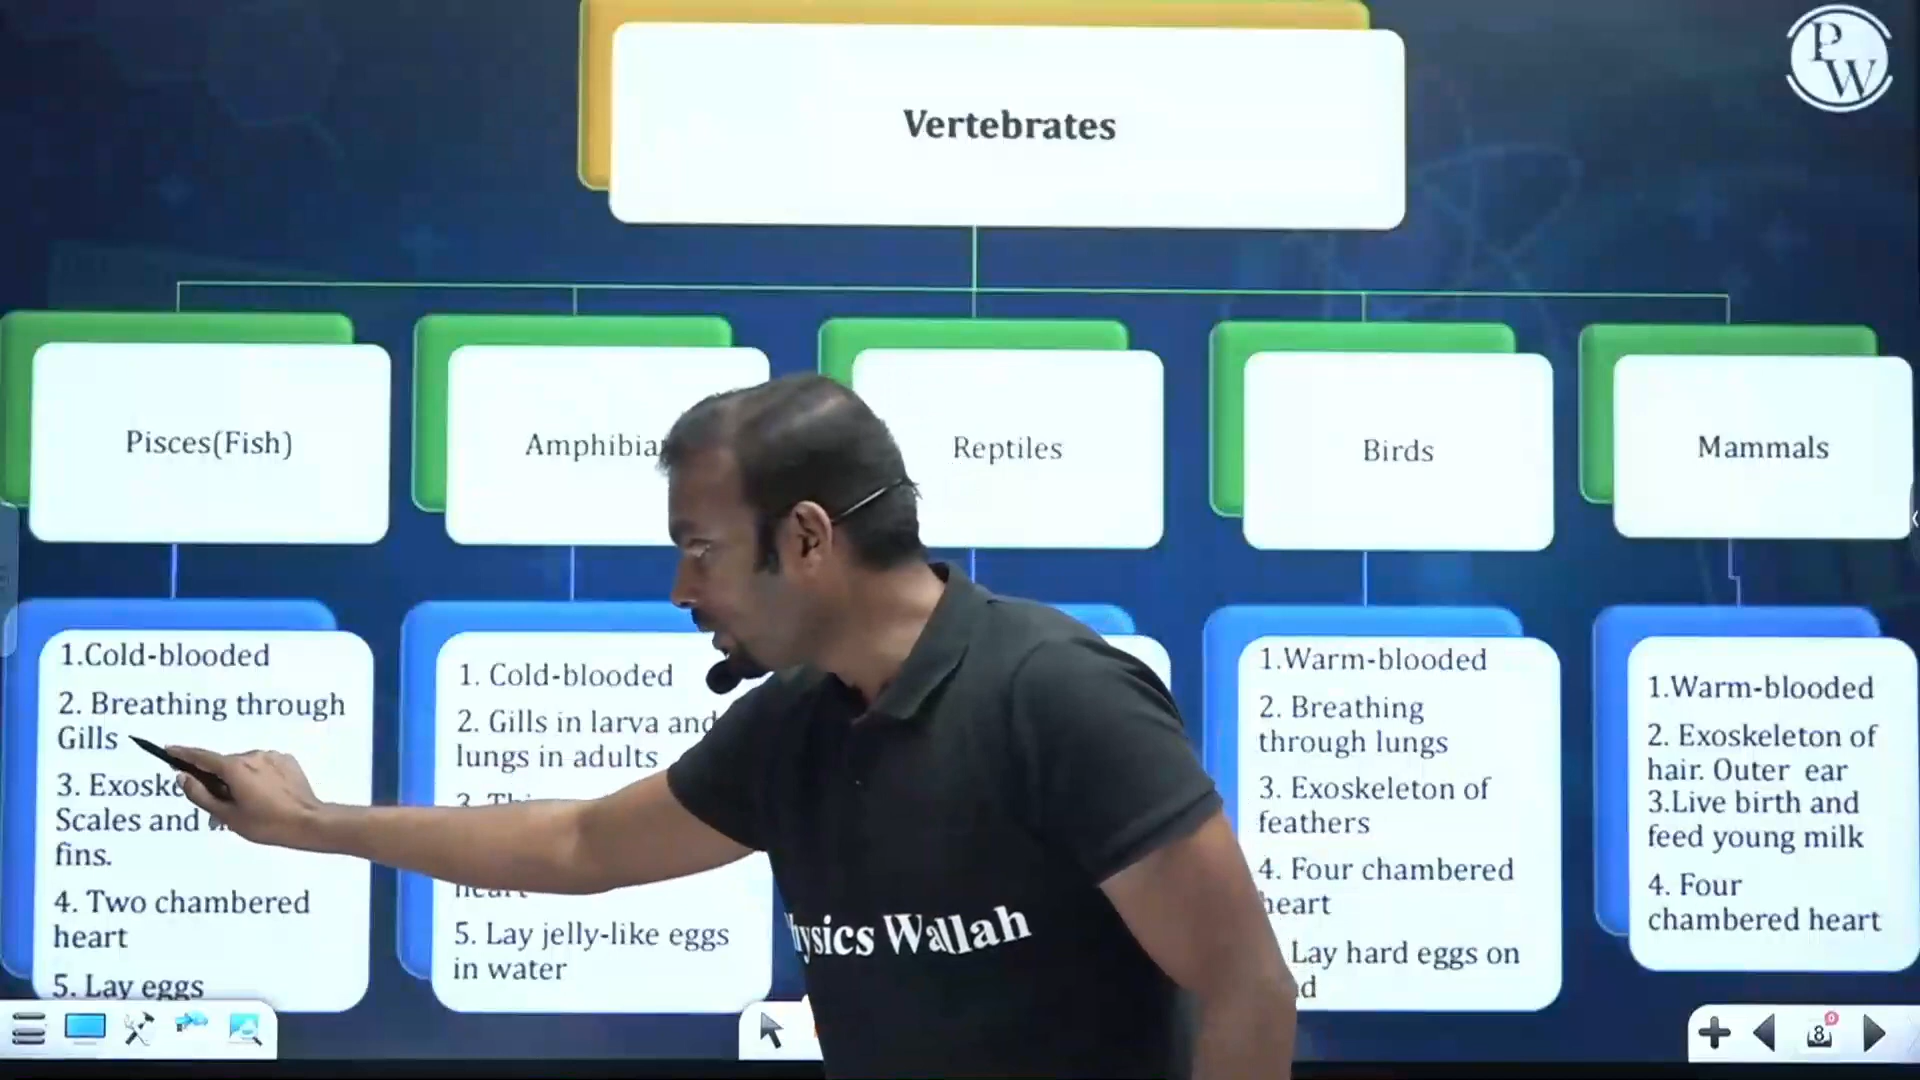 P
W
Vertebrates
Pisces(Fish)
Reptiles
Birds
Mammals
1.Cold-blooded
2. Breathing through
Gills
3.
Scales and
fins.
4. Two chambered
heart
5. Lay eggs
1. Cold-blooded
2. Gills in larva and
lungs in adults
heart
5. Lay jelly-like eggs
in water
1.Warm-blooded
2. Breathing
through lungs
3. Exoskeleton of
feathers
4. Four chambered
heart
Lay hard eggs on
1.Warm-blooded
2. Exoskeleton of
hair. Outer ear
3.Live birth and
feed young milk
4. Four
chambered heart
Wallah
8
0